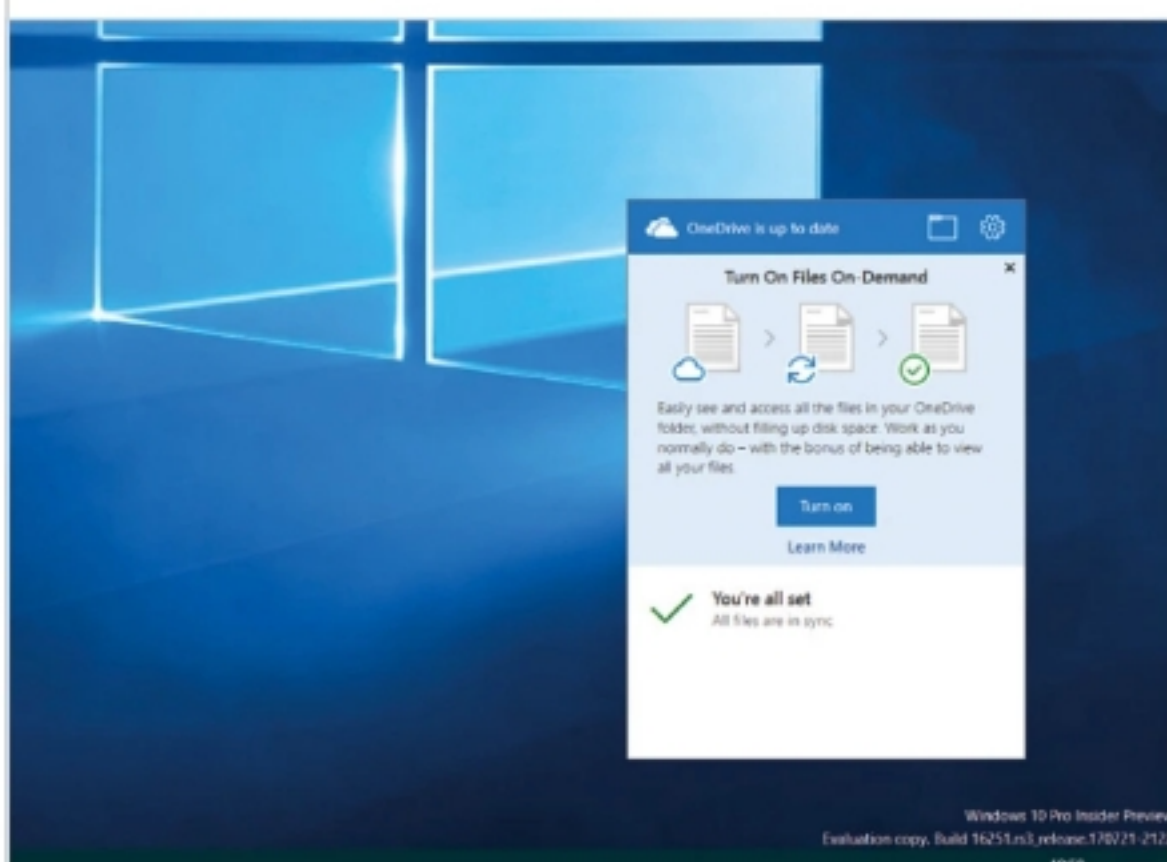 OneDrive is up to date
Turn On Files On-Demand
Easily see and access all the files in your OneDrive
folder, without filling up disk space. Work as you
normally do – with the bonus of being able to view
all your files.
Turn on
Learn More
You're all set
All files are in sync
Windows 10 Pro Insider Preview
Evaluation copy. Build 16251.rs3_release.170721-212